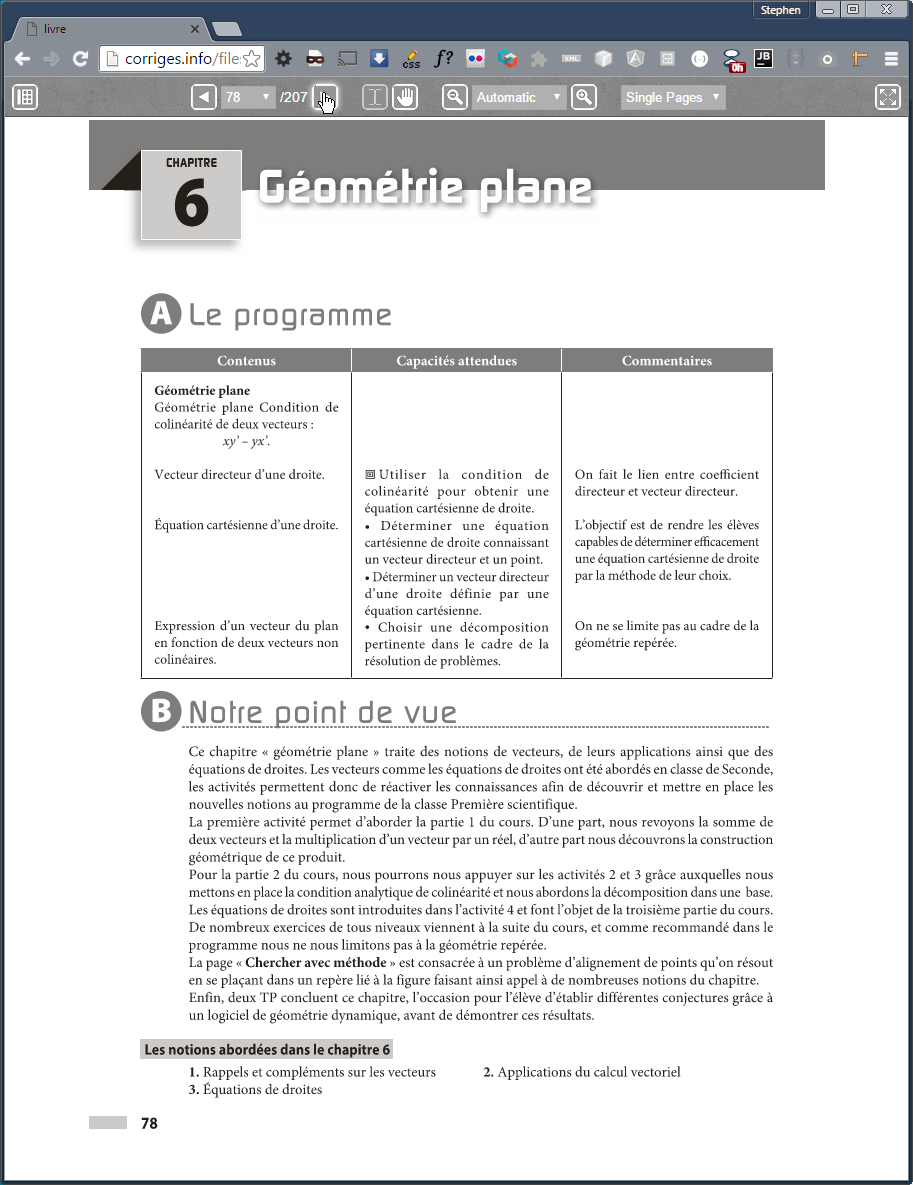 Stephen
livre
corriges.info/file
css
f?
XML
0h
JB
78
/207
Automatic
Single Pages
CHAPITRE
6
Géométrie plane
A Le programme
Contenus Capacités attendues Commentaires
Géométrie plane
Géométrie plane Condition de
colinéarité de deux vecteurs :
xy’ – yx’.
Vecteur directeur d’une droite.
Utiliser la condition de
colinéarité pour obtenir une
équation cartésienne de droite.
On fait le lien entre coefficient
directeur et vecteur directeur.
Équation cartésienne d’une droite.
• Déterminer une équation
cartésienne de droite connaissant
un vecteur directeur et un point.
• Déterminer un vecteur directeur
d’une droite définie par une
équation cartésienne.
L’objectif est de rendre les élèves
capables de déterminer efficacement
une équation cartésienne de droite
par la méthode de leur choix.
Expression d’un vecteur du plan
en fonction de deux vecteurs non
colinéaires.
• Choisir une décomposition
pertinente dans le cadre de la
résolution de problèmes.
On ne se limite pas au cadre de la
géométrie repérée.
B Notre point de vue
Ce chapitre « géométrie plane » traite des notions de vecteurs, de leurs applications ainsi que des
équations de droites. Les vecteurs comme les équations de droites ont été abordés en classe de Seconde,
les activités permettent donc de réactiver les connaissances afin de découvrir et mettre en place les
nouvelles notions au programme de la classe Première scientifique.
La première activité permet d’aborder la partie 1 du cours. D’une part, nous revoyons la somme de
deux vecteurs et la multiplication d’un vecteur par un réel, d’autre part nous découvrons la construction
géométrique de ce produit.
Pour la partie 2 du cours, nous pourrons nous appuyer sur les activités 2 et 3 grâce auxquelles nous
mettons en place la condition analytique de colinéarité et nous abordons la décomposition dans une base.
Les équations de droites sont introduites dans l’activité 4 et font l’objet de la troisième partie du cours.
De nombreux exercices de tous niveaux viennent à la suite du cours, et comme recommandé dans le
programme nous ne nous limitons pas à la géométrie repérée.
La page « Chercher avec méthode » est consacrée à un problème d’alignement de points qu’on résout
en se plaçant dans un repère lié à la figure faisant ainsi appel à de nombreuses notions du chapitre.
Enfin, deux TP concluent ce chapitre, l’occasion pour l’élève d’établir différentes conjectures grâce à
un logiciel de géométrie dynamique, avant de démontrer ces résultats.
Les notions abordées dans le chapitre 6
1. Rappels et compléments sur les vecteurs 2. Applications du calcul vectoriel
3. Équations de droites
78